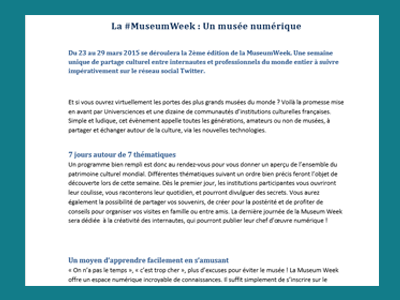 La #MuseumWeek : Un musée numérique
Du 23 au 29 mars 2015 se déroulera la 2ème édition de la MuseumWeek. Une semaine
unique de partage culturel entre internautes et professionnels du monde entier à suivre
impérativement sur le réseau social Twitter.
Et si vous ouvrez virtuellement les portes des plus grands musées du monde ? Voilà la promesse mise
en avant par Universciences et une dizaine de communautés d'institutions culturelles françaises.
Simple et ludique, cet évènement appelle toutes les générations, amateurs ou non de musées, à
partager et échanger autour de la culture, via les nouvelles technologies.
7 jours autour de 7 thématiques
Un programme bien rempli est donc au rendez-vous pour vous donner un aperçu de l'ensemble du
patrimoine culturel mondial. Différentes thématiques suivant un ordre bien précis feront l'objet de
découverte lors de cette semaine. Dès le premier jour, les institutions participantes vous ouvriront
leur coulisse, vous raconterons leur quotidien, et pourront divulguer des secrets. Vous aurez
également la possibilité de partager vos souvenirs, de créer pour la postérité et de profiter de
conseils pour organiser vos visites en famille ou entre amis. La dernière journée de la Museum Week
sera dédiée à la créativité des internautes, qui pourront publier leur chef d'œuvre numérique !
Un moyen d'apprendre facilement en s'amusant
« On n'a pas le temps », « c'est trop cher », plus d'excuses pour éviter le musée ! La Museum Week
offre un espace numérique incroyable de connaissances. Il suffit simplement de s'inscrire sur le